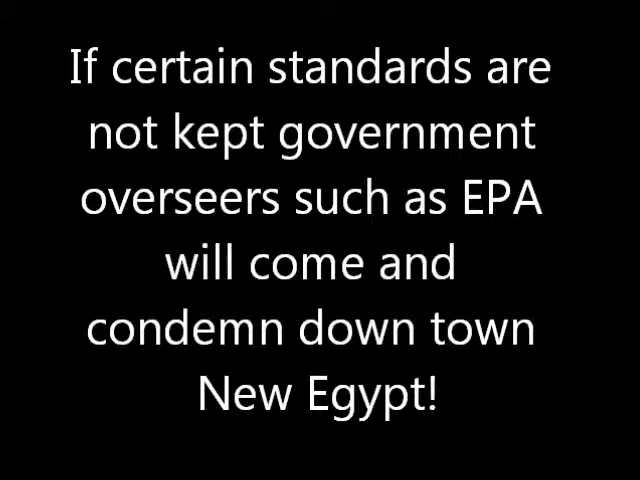 If certain standards are
not kept government
overseers such as EPA
will come and
condemn down town
New Egypt!